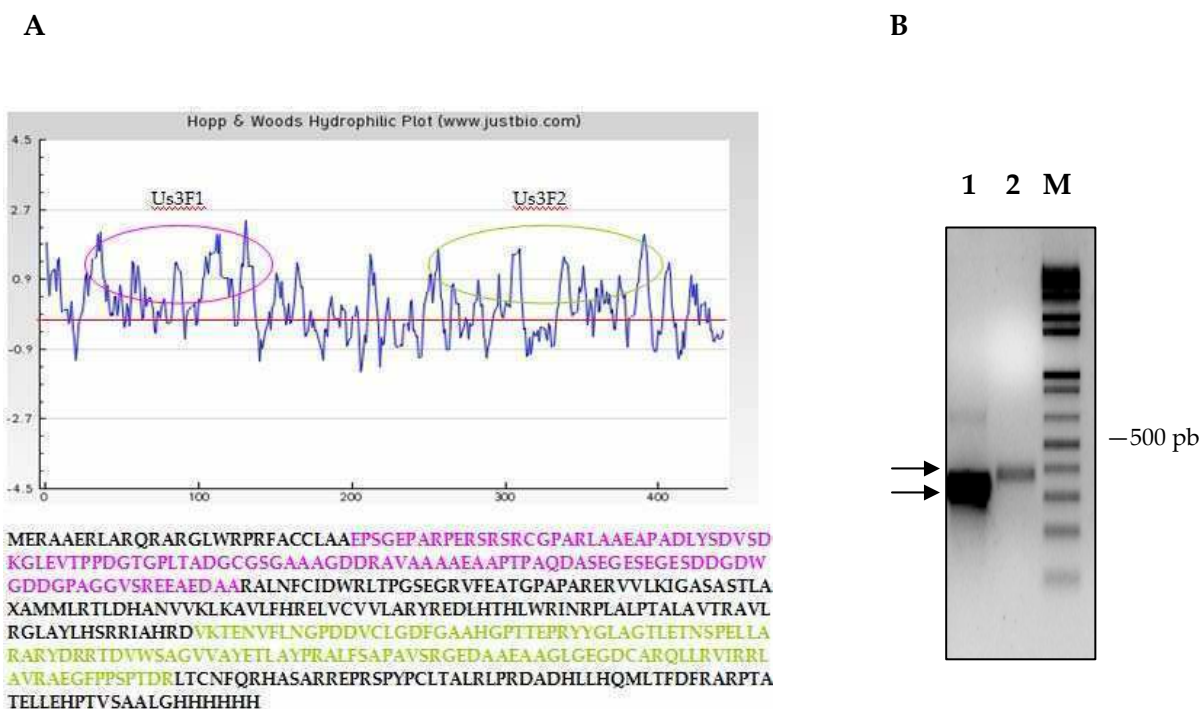 A
B
Hopp & Woods Hydrophilic Plot (www.justbio.com)
4.5
2.7
0.9
-0.9
-2.7
-4.5
0
100
200
300
400
Us3F1
Us3F2
MERAAERLARQRARGLWRPRFACCLAAEPSGEPARPERSRSRCGPARLAAEAPADLYSDVSD
KGLEVTPPDGTGPLTADGCGSGAAAGDDRAVAAAAEAAPTPAQDASEGESEGESDDGDW
GDDGPAGGVSREEAEDAARALNFCIDWRLTPGSEGRVFEATGPAPARERVVLKIGASASTLA
XAMMLRTLDHANVVKLKAVLFHRELVCVVLARYREDLHTHLWRINRPLALPTALAVTRAVL
RGLAYLHSRRIAHRDVKTENVFLNGPDDVCLGDFGAAHGPTTEPRYYGLAGTLETNSPELLA
RARYDRRTDVWSAGVVAYETLAYPRALFSAPAVSRGEDAAEAAGLGEGDCARQLLRVIRRL
AVRAEGFPPSPTDRLTCNFQRHASARREPRSPYPCLTALRLPRDADHLLHQMLTFDFRARPTA
TELLEHPTVSAALGHHHHHH
1 2 M
—500 pb